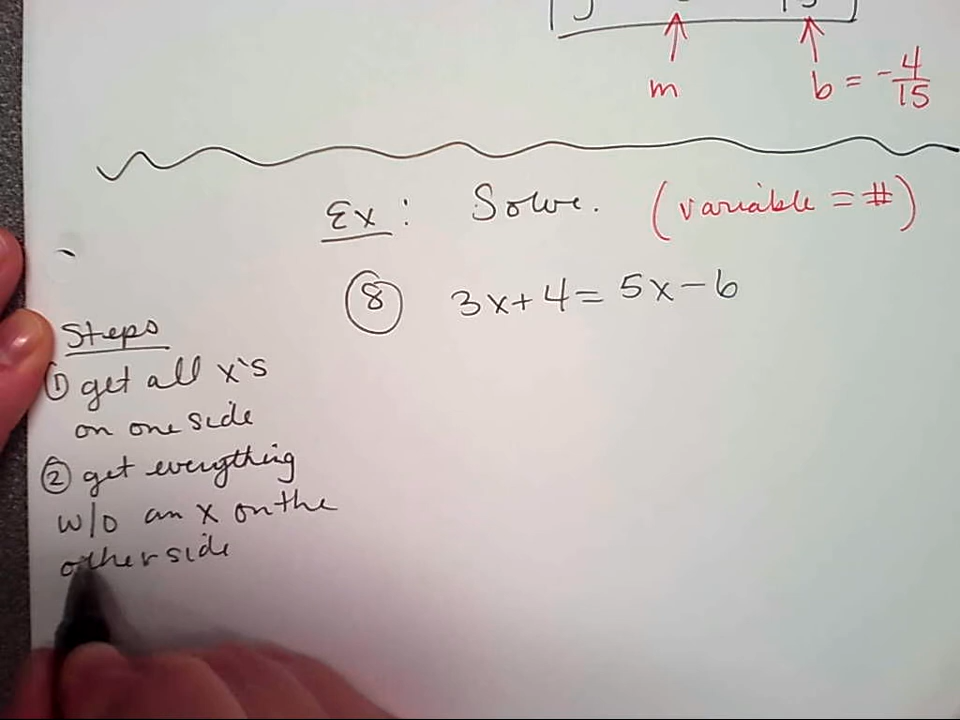 m
b = - 4/15
Ex: Solve. (variable = #)
8 3x+4=5x-6
Steps
① get all x's
on one side
② get everything
w/o an x on the
other side